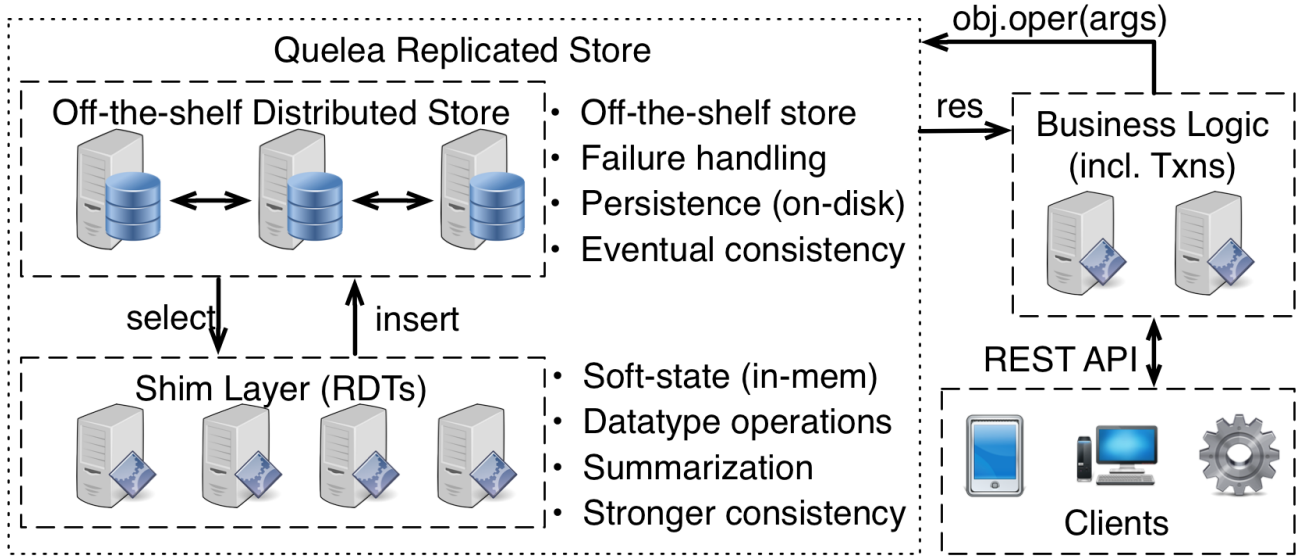 Quelea Replicated Store
Off-the-shelf Distributed Store
• Off-the-shelf store
• Failure handling
• Persistence (on-disk)
• Eventual consistency
select
insert
Shim Layer (RDTs)
• Soft-state (in-mem)
• Datatype operations
• Summarization
• Stronger consistency
obj.oper(args)
res
Business Logic
(incl. Txns)
REST API
Clients